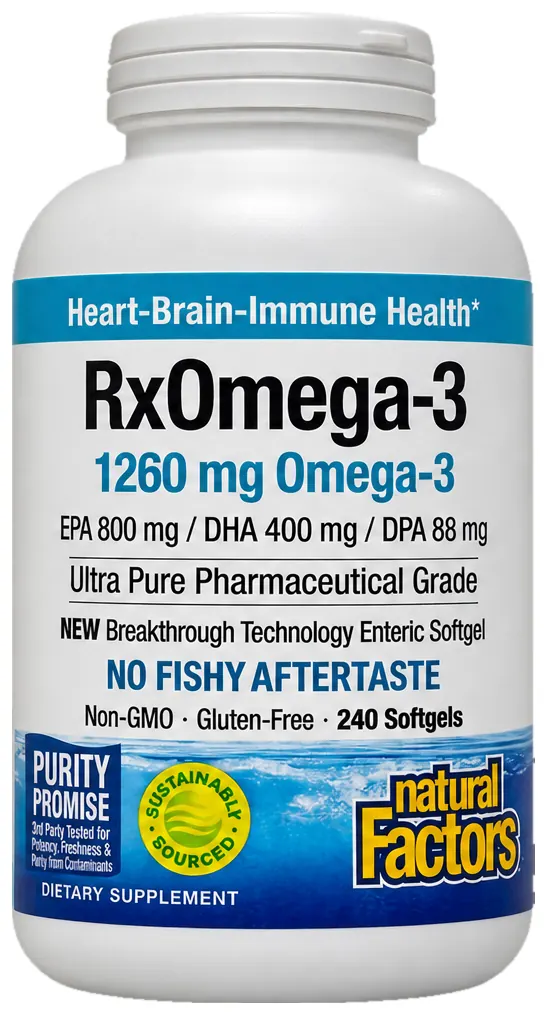 Heart-Brain-Immune Health*
RxOmega-3
1260 mg Omega-3
EPA 800 mg / DHA 400 mg / DPA 88 mg
Ultra Pure Pharmaceutical Grade
NEW Breakthrough Technology Enteric Softgel
NO FISHY AFTERTASTE
Non-GMO · Gluten-Free · 240 Softgels
PURITY
PROMISE
3rd Party Tested for
Potency, Freshness &
Purity from Contaminants
SUSTAINABLY
SOURCED
natural
Factors
DIETARY SUPPLEMENT